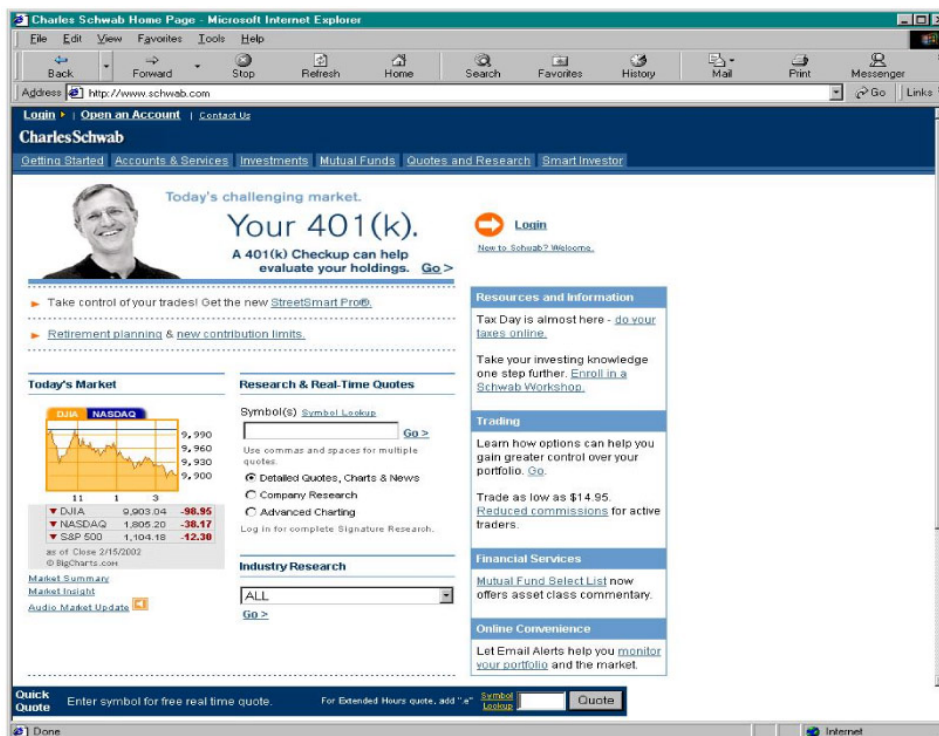 Charles Schwab Home Page - Microsoft Internet Explorer
File Edit View Favorites Tools Help
Back Forward Stop Refresh Home Search Favorites History Mail Print Messenger
Address http://www.schwab.com Go Links
Login | Open an Account | Contact Us
Charles Schwab
Getting Started Accounts & Services Investments Mutual Funds Quotes and Research Smart Investor
Today's challenging market.
Your 401(k).
A 401(k) Checkup can help
evaluate your holdings. Go >
Login
New to Schwab? Welcome.
Take control of your trades! Get the new StreetSmart Pro®.
Retirement planning & new contribution limits.
Today's Market
DJIA NASDAQ
9,990
9,960
9,930
9,900
11 1 3
DJIA 9,903.04 -98.95
NASDAQ 1,805.20 -38.17
S&P 500 1,104.18 -12.30
as of Close 2/15/2002
© BigCharts.com
Market Summary
Market Insight
Audio Market Update
Research & Real-Time Quotes
Symbol(s) Symbol Lookup
Go >
Use commas and spaces for multiple
quotes.
Detailed Quotes, Charts & News
Company Research
Advanced Charting
Log in for complete Signature Research.
Industry Research
ALL
Go >
Resources and Information
Tax Day is almost here - do your
taxes online.
Take your investing knowledge
one step further. Enroll in a
Schwab Workshop.
Trading
Learn how options can help you
gain greater control over your
portfolio. Go.
Trade as low as $14.95.
Reduced commissions for active
traders.
Financial Services
Mutual Fund Select List now
offers asset class commentary.
Online Convenience
Let Email Alerts help you monitor
your portfolio and the market.
Quick
Quote
Enter symbol for free real time quote. For Extended Hours quote, add ".e" Symbol
Lookup
Quote
Done Internet